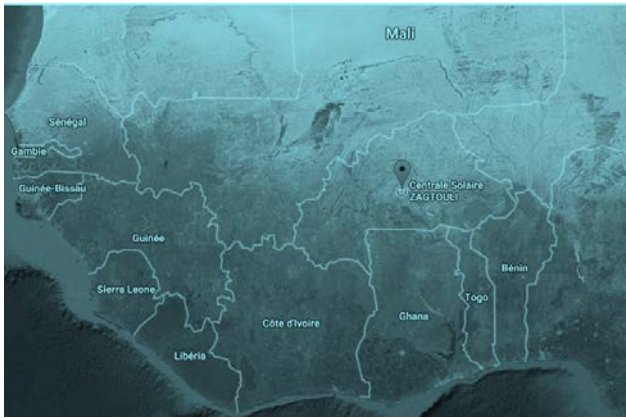 Mali
Sénégal
Gambie
Guinée-Bissau
Centrale Solaire
ZAGTOULI
Guinée
Bénin
Sierra Leone
Togo
Côte d'Ivoire
Ghana
Libéria